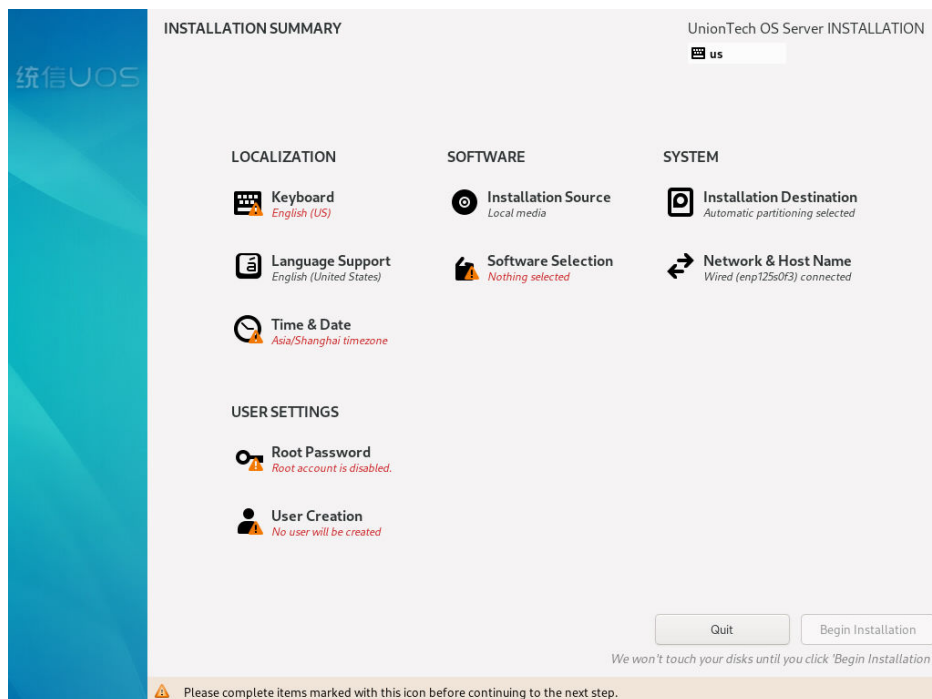 INSTALLATION SUMMARY
UnionTech OS Server INSTALLATION
us
统信UOS
LOCALIZATION
Keyboard
English (US)
Language Support
English (United States)
Time & Date
Asia/Shanghai timezone
SOFTWARE
Installation Source
Local media
Software Selection
Nothing selected
SYSTEM
Installation Destination
Automatic partitioning selected
Network & Host Name
Wired (enp125s0f3) connected
USER SETTINGS
Root Password
Root account is disabled.
User Creation
No user will be created
Quit
Begin Installation
We won't touch your disks until you click 'Begin Installation
Please complete items marked with this icon before continuing to the next step.